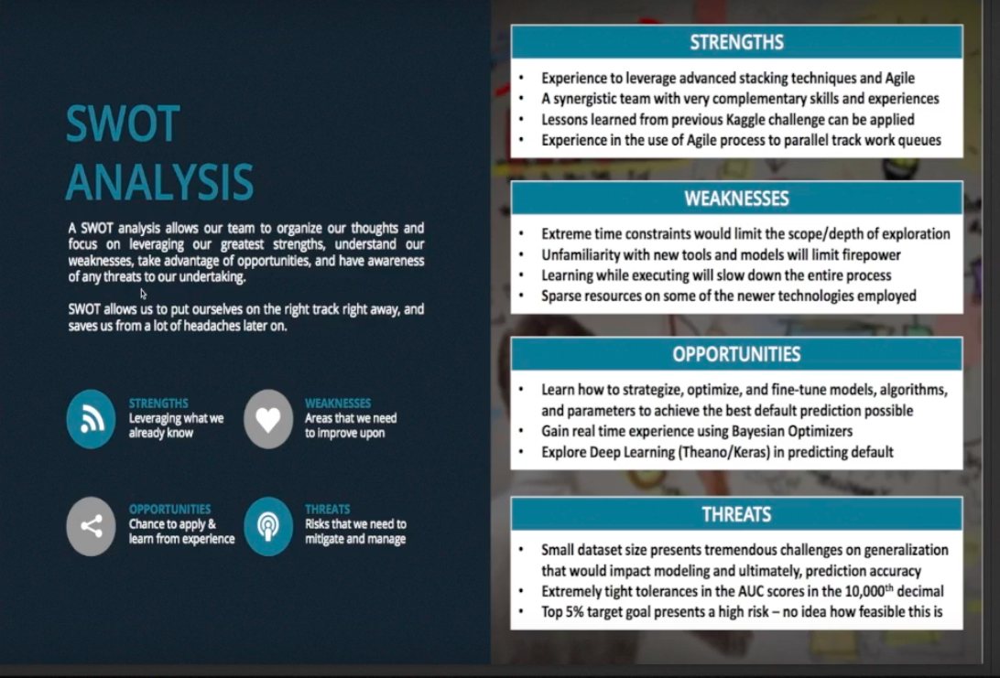 SWOT
ANALYSIS
A SWOT analysis allows our team to organize our thoughts and
focus on leveraging our greatest strengths, understand our
weaknesses, take advantage of opportunities, and have awareness
of any threats to our undertaking.
SWOT allows us to put ourselves on the right track right away, and
saves us from a lot of headaches later on.
STRENGTHS
Leveraging what we
already know
WEAKNESSES
Areas that we need
to improve upon
OPPORTUNITIES
Chance to apply &
learn from experience
THREATS
Risks that we need to
mitigate and manage
STRENGTHS
• Experience to leverage advanced stacking techniques and Agile
• A synergistic team with very complementary skills and experiences
• Lessons learned from previous Kaggle challenge can be applied
• Experience in the use of Agile process to parallel track work queues
WEAKNESSES
• Extreme time constraints would limit the scope/depth of exploration
• Unfamiliarity with new tools and models will limit firepower
• Learning while executing will slow down the entire process
• Sparse resources on some of the newer technologies employed
OPPORTUNITIES
• Learn how to strategize, optimize, and fine-tune models, algorithms,
and parameters to achieve the best default prediction possible
• Gain real time experience using Bayesian Optimizers
• Explore Deep Learning (Theano/Keras) in predicting default
THREATS
• Small dataset size presents tremendous challenges on generalization
that would impact modeling and ultimately, prediction accuracy
• Extremely tight tolerances in the AUC scores in the 10,000th decimal
• Top 5% target goal presents a high risk – no idea how feasible this is